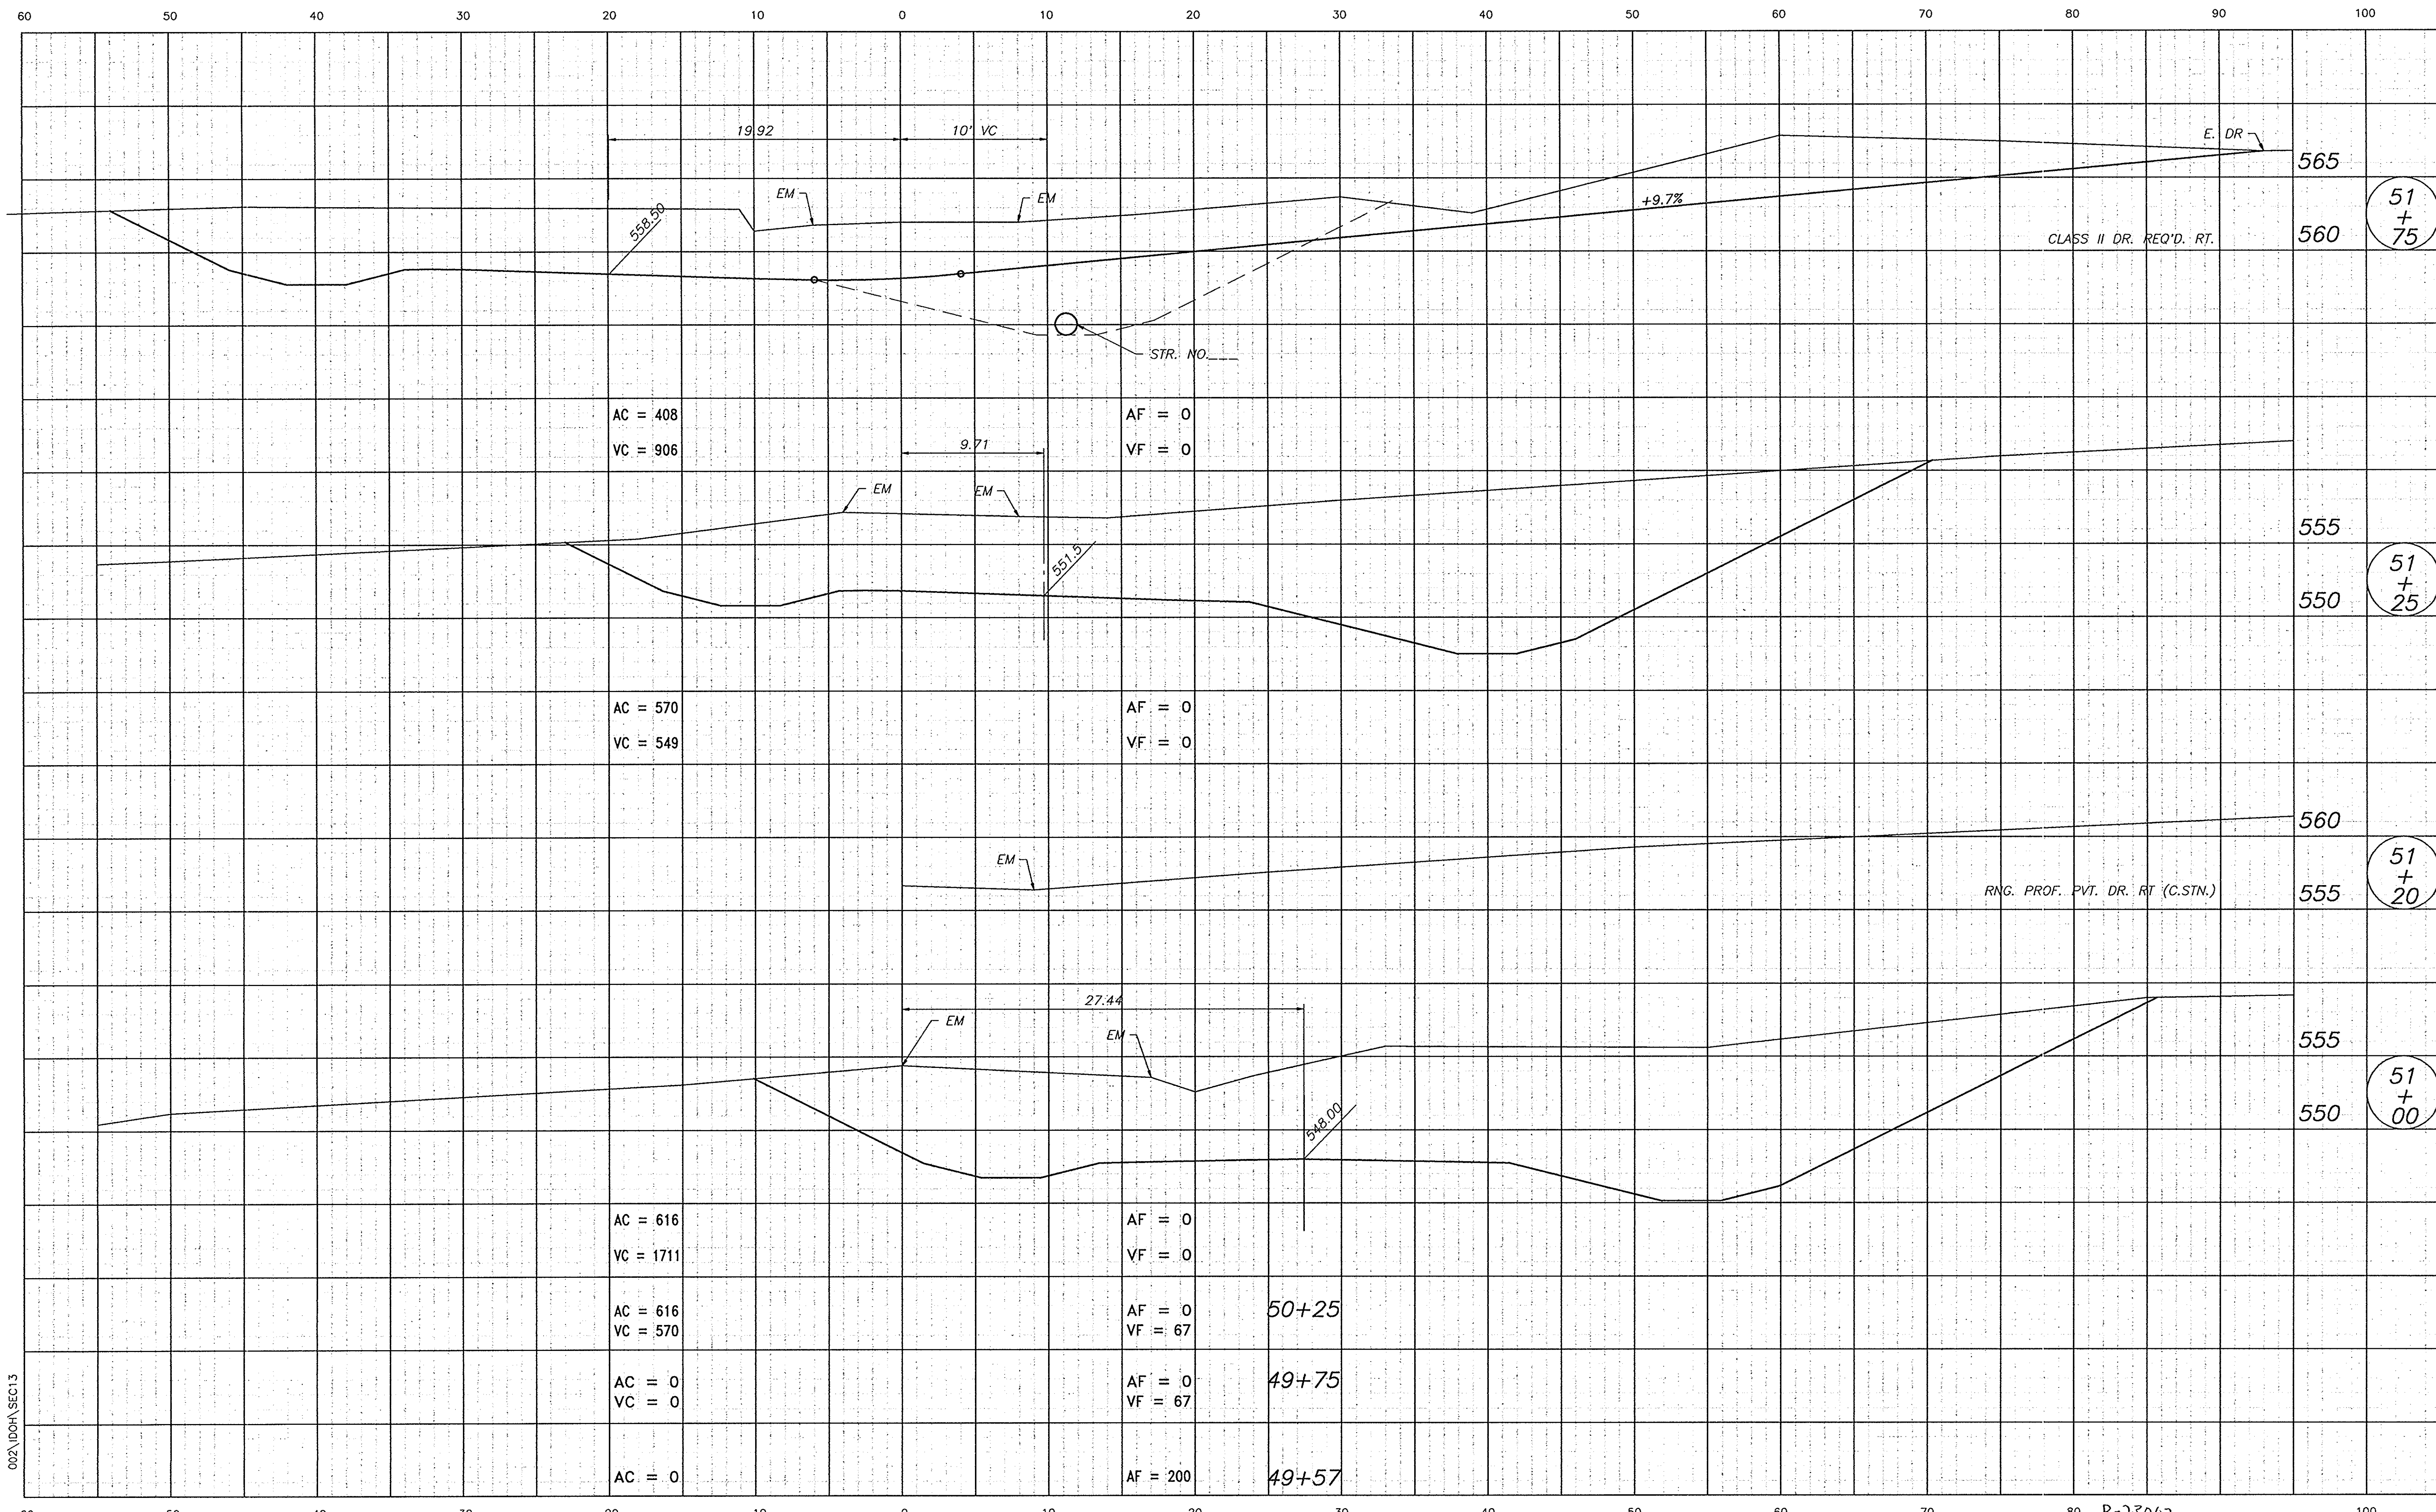 60 50 40 30 20 10 0 10 20 30 40 50 60 70 80 90 100
19.92 10' VC
E. DR
565
EM EM
+9.7%
558.50
51
+
75
CLASS II DR. REQ'D. RT. 560
STR. NO.___
AC = 408 AF = 0
VC = 906 9.71 VF = 0
EM EM
555
551.5
51
+
25
550
AC = 570 AF = 0
VC = 549 VF = 0
560
EM
51
+
20
RNG. PROF. PVT. DR. RT (C.STN.) 555
27.44
EM EM
555
51
+
00
548.00 550
AC = 616 AF = 0
VC = 1711 VF = 0
AC = 616 AF = 0 50+25
VC = 570 VF = 67
AC = 0 AF = 0 49+75
VC = 0 VF = 67
AC = 0 AF = 200 49+57
002\IDOH\SEC13